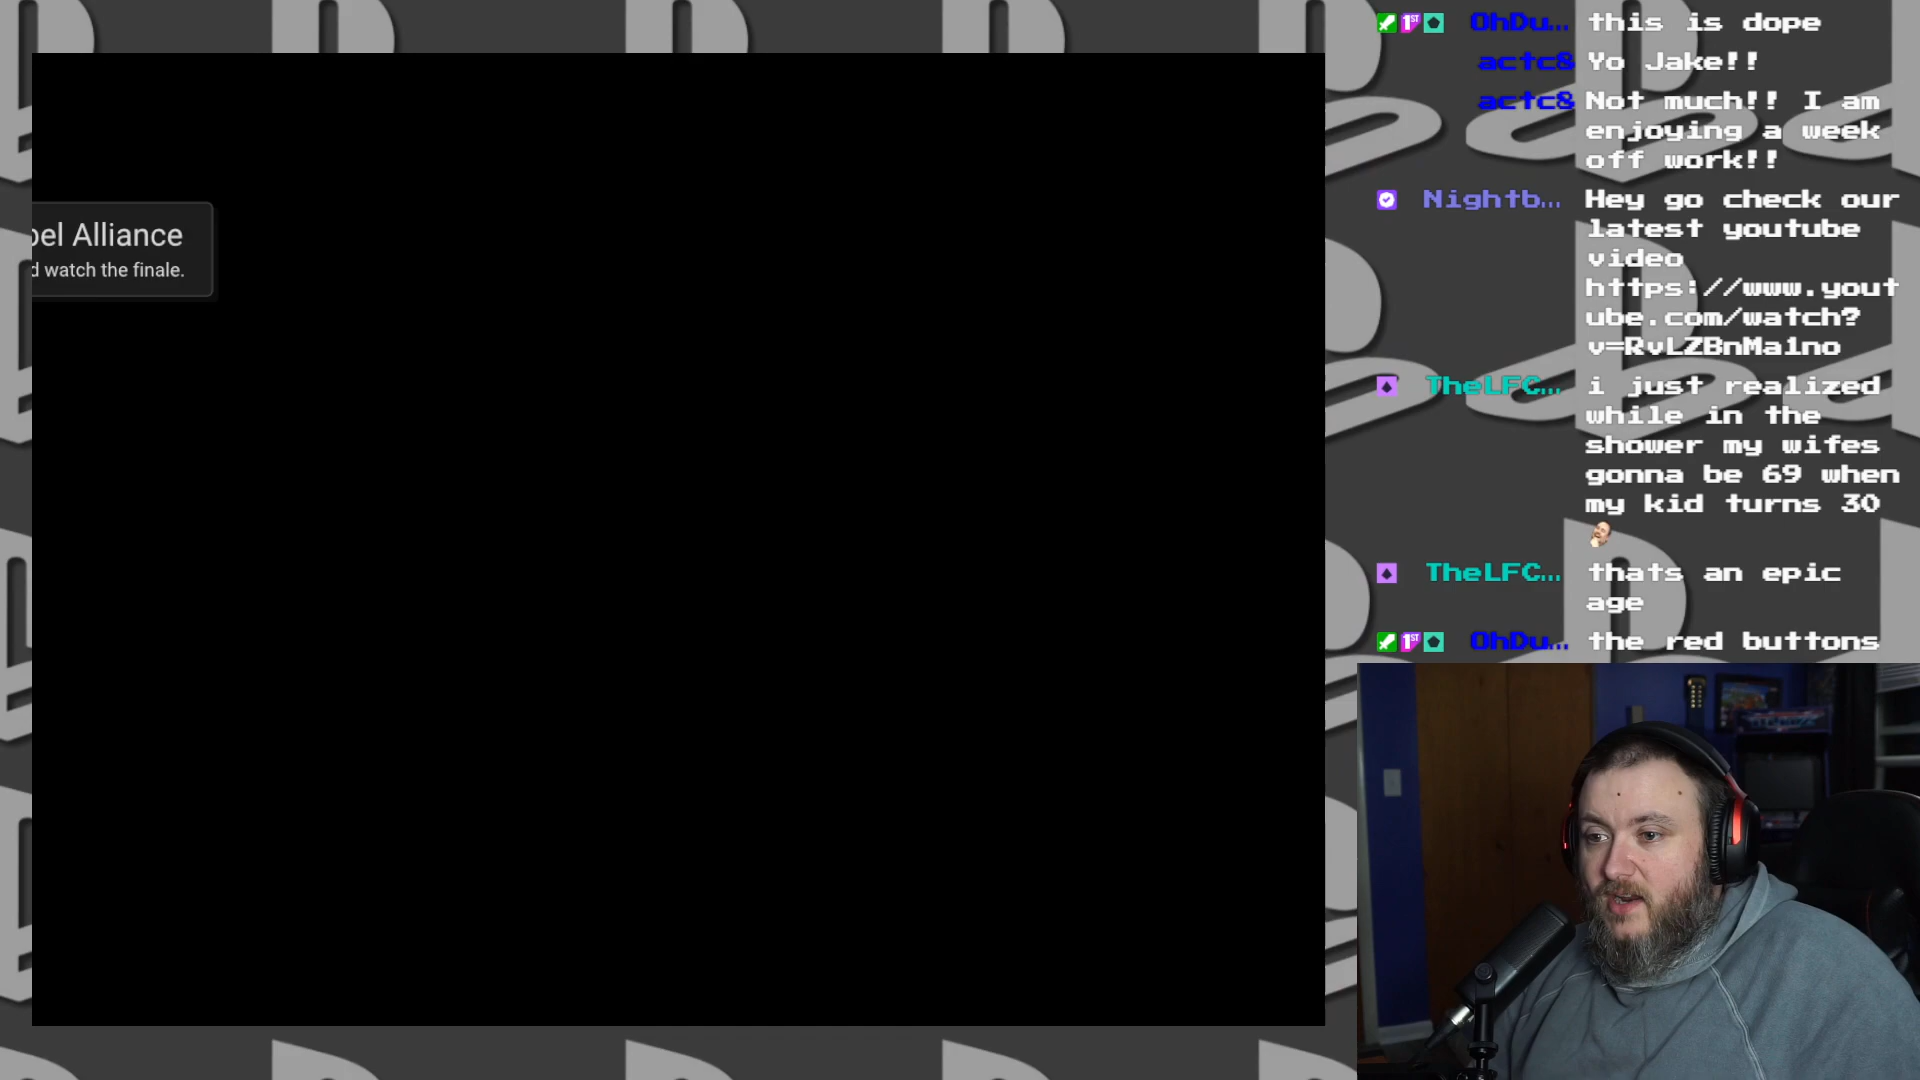 bel Alliance
d watch the finale.
OhDu... this is dope
actc8 Yo Jake!!
actc8 Not much!! I am
enjoying a week
off work!!
Nightb... Hey go check our
latest youtube
video
https://www.yout
ube.com/watch?
v=RvLZBnMa1no
TheLFC... i just realized
while in the
shower my wifes
gonna be 69 when
my kid turns 30
TheLFC... thats an epic
age
OhDu... the red buttons